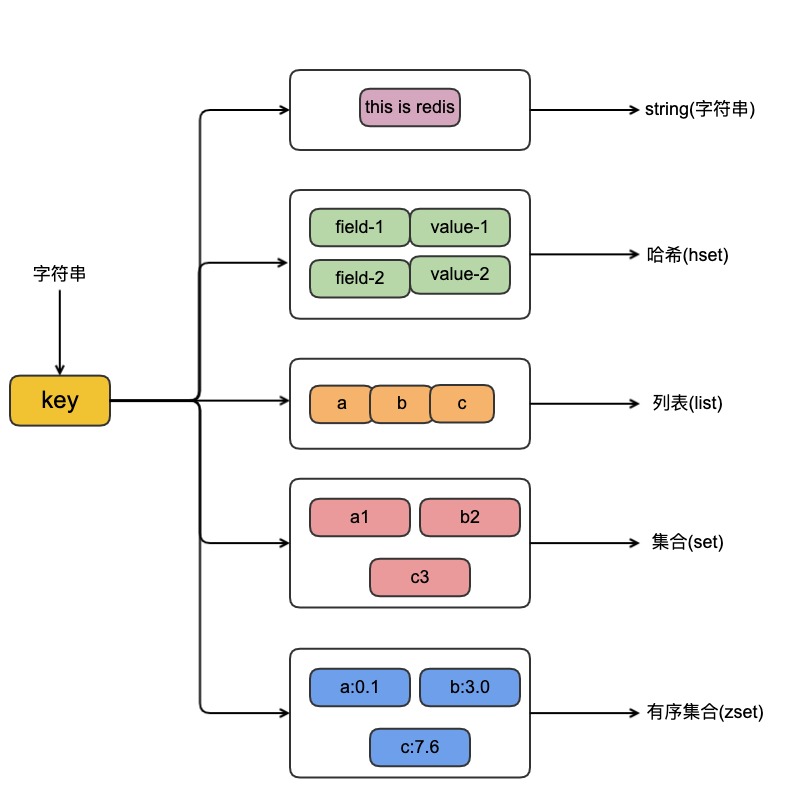 this is redis
string(字符串)
field-1 value-1
field-2 value-2
哈希(hset)
字符串
key
a b c
列表(list)
a1 b2
c3
集合(set)
a:0.1 b:3.0
c:7.6
有序集合(zset)